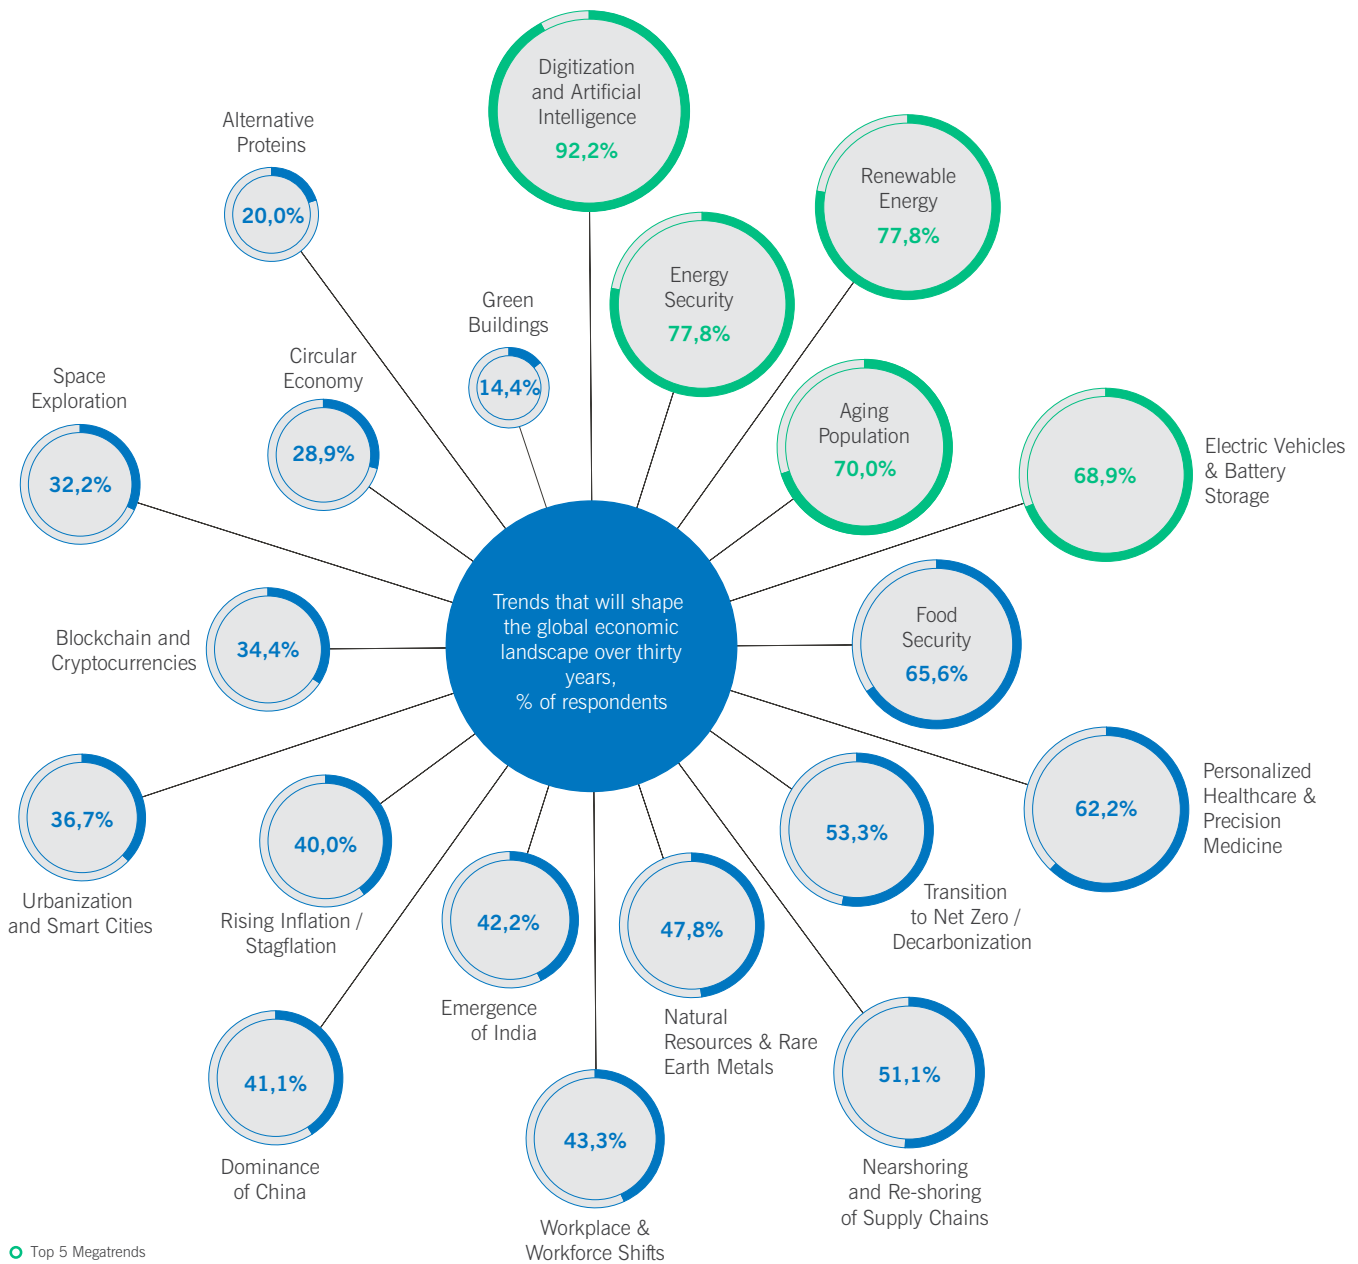 Digitization
and Artificial
Intelligence
92,2%
Renewable
Energy
77,8%
Energy
Security
77,8%
Aging
Population
70,0%
68,9%
Electric Vehicles
& Battery
Storage
Food
Security
65,6%
62,2%
Personalized
Healthcare &
Precision
Medicine
53,3%
Transition
to Net Zero /
Decarbonization
51,1%
Nearshoring
and Re-shoring
of Supply Chains
47,8%
Natural
Resources & Rare
Earth Metals
43,3%
Workplace &
Workforce Shifts
42,2%
Emergence
of India
41,1%
Dominance
of China
40,0%
Rising Inflation /
Stagflation
36,7%
Urbanization
and Smart Cities
Blockchain and
Cryptocurrencies
34,4%
Space
Exploration
32,2%
Circular
Economy
28,9%
Alternative
Proteins
20,0%
Green
Buildings
14,4%
Trends that will shape
the global economic
landscape over thirty
years,
% of respondents
Top 5 Megatrends